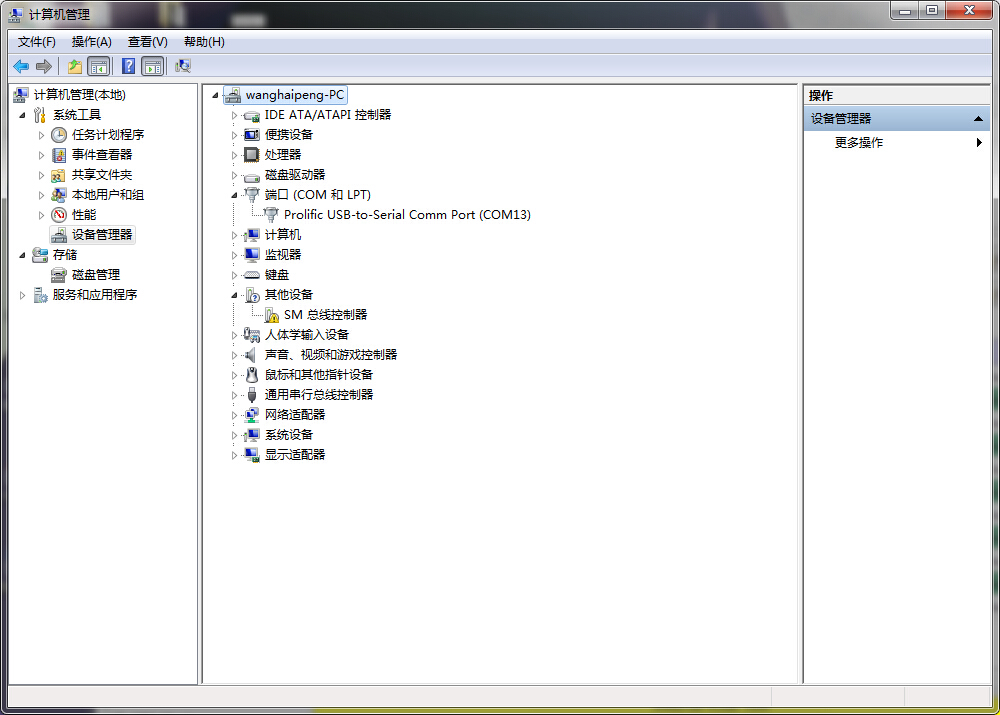 计算机管理
文件(F) 操作(A) 查看(V) 帮助(H)
计算机管理(本地)
系统工具
任务计划程序
事件查看器
共享文件夹
本地用户和组
性能
设备管理器
存储
磁盘管理
服务和应用程序
wanghaipeng-PC
IDE ATA/ATAPI 控制器
便携设备
处理器
磁盘驱动器
端口 (COM 和 LPT)
Prolific USB-to-Serial Comm Port (COM13)
计算机
监视器
键盘
其他设备
SM 总线控制器
人体学输入设备
声音、视频和游戏控制器
鼠标和其他指针设备
通用串行总线控制器
网络适配器
系统设备
显示适配器
操作
设备管理器
更多操作